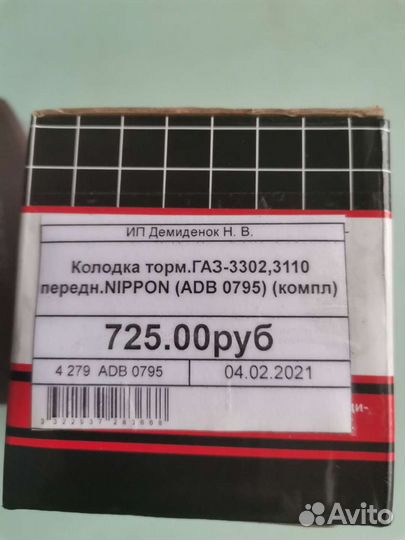 ИП Демиденок Н. В.
Колодка торм.ГАЗ-3302,3110
передн.NIPPON (ADB 0795) (компл)
725.00руб
4 279 ADB 0795
04.02.2021
Avito